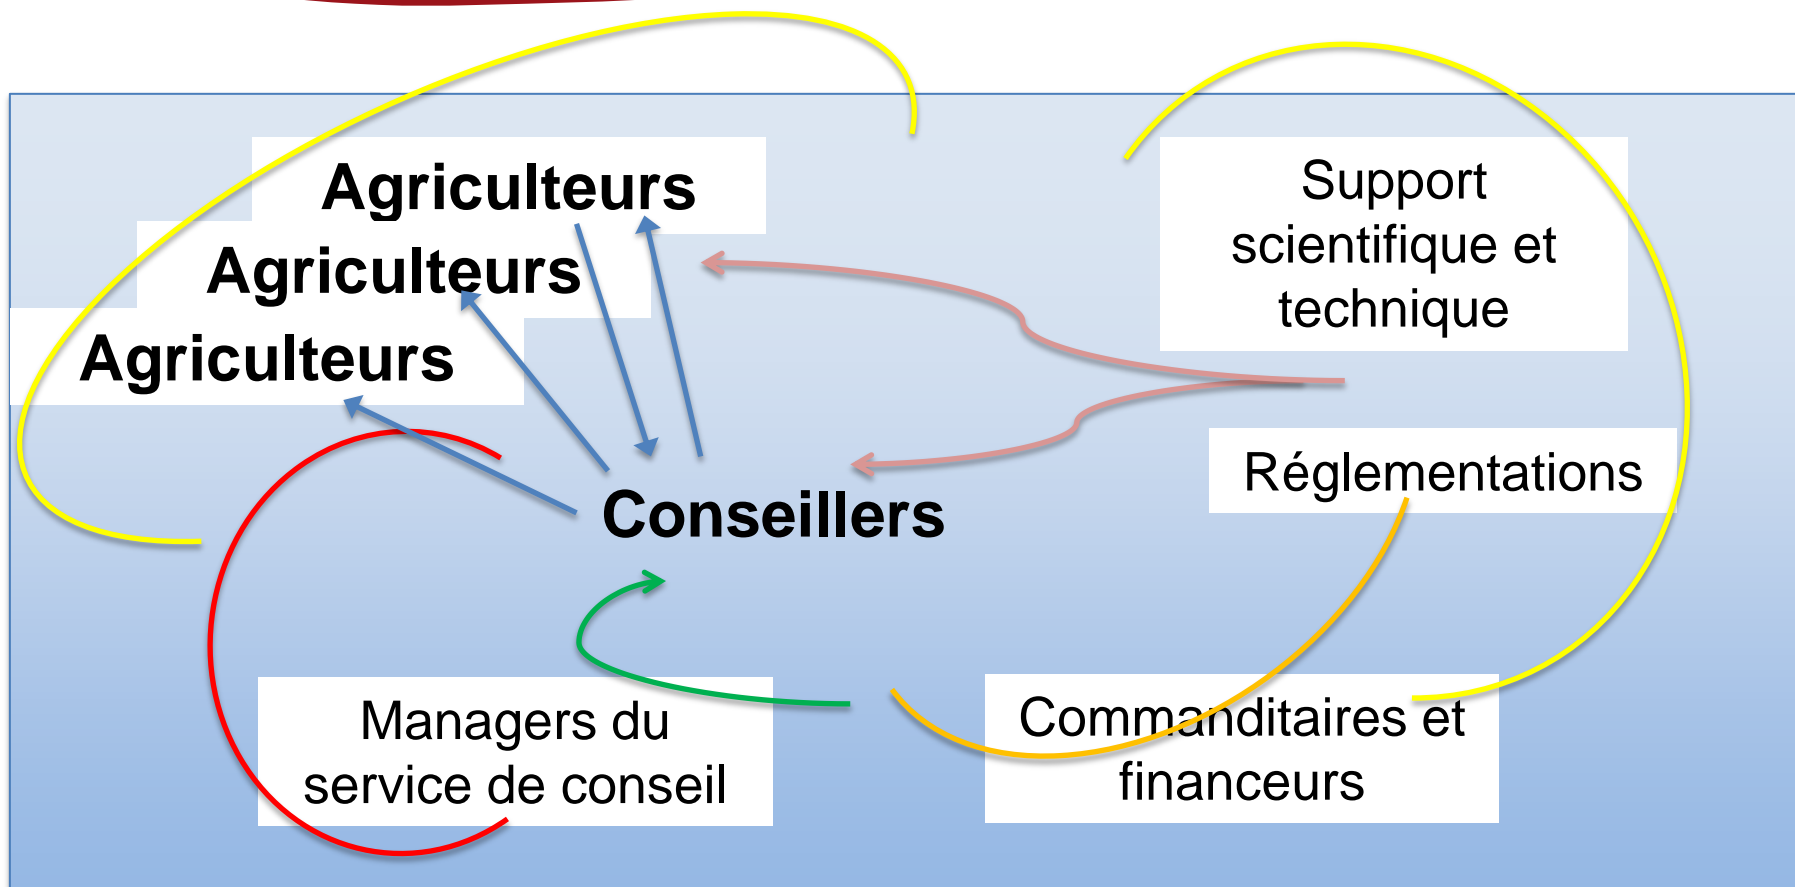 Agriculteurs
Agriculteurs
Agriculteurs
Support
scientifique et
technique
Réglementations
Conseillers
Managers du
service de conseil
Commanditaires et
financeurs